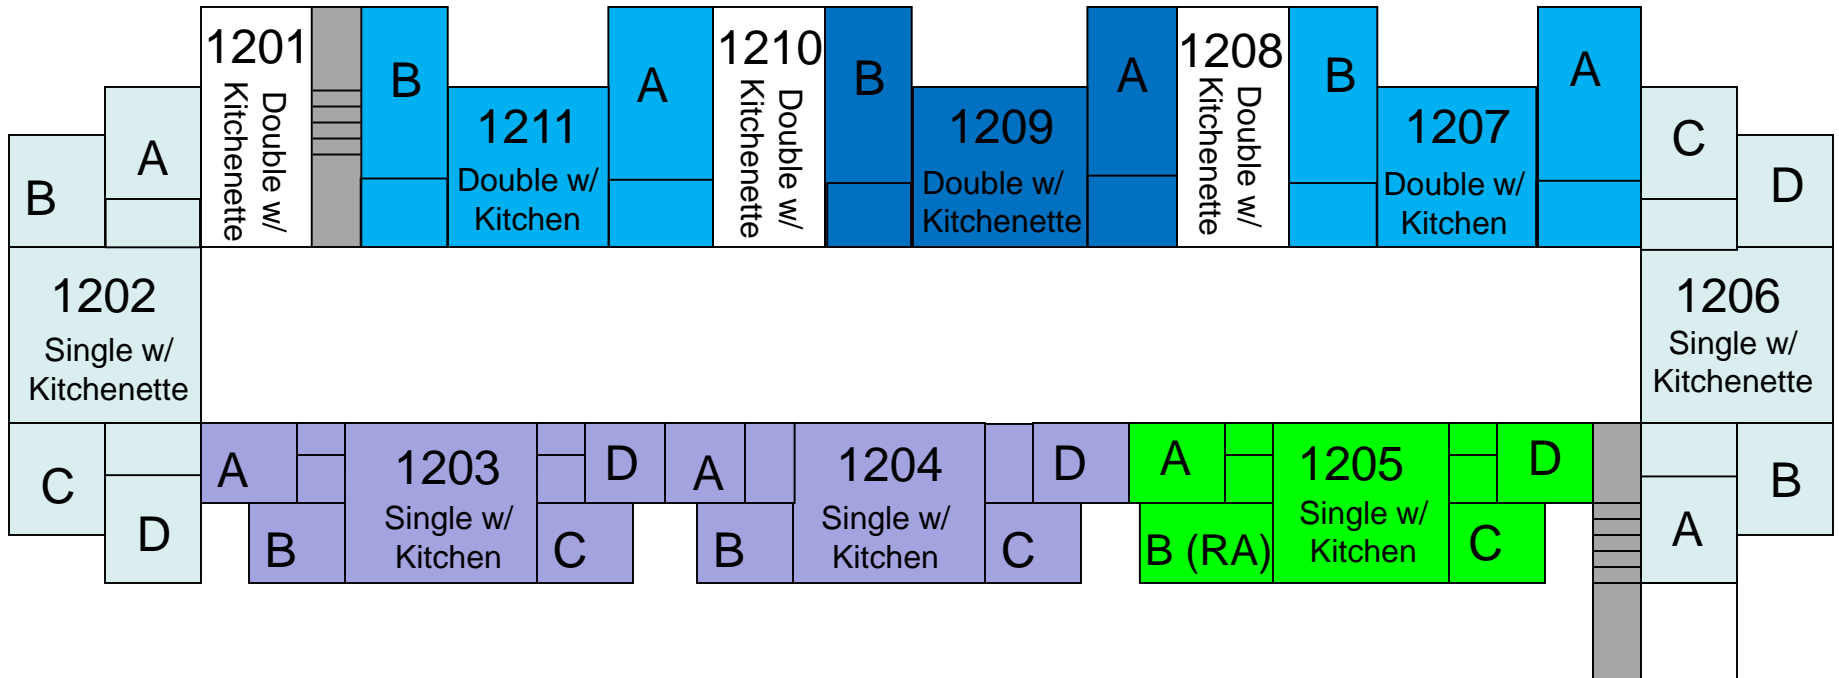 1201
Double w/
Kitchenette
B
1211
Double w/
Kitchen
A
1210
Double w/
Kitchenette
B
1209
Double w/
Kitchenette
A
1208
Double w/
Kitchenette
B
1207
Double w/
Kitchen
A
B
A
1202
Single w/
Kitchenette
C
D
C
D
1206
Single w/
Kitchenette
A
B
A
B
1203
Single w/
Kitchen
C
D
A
B
1204
Single w/
Kitchen
C
D
A
B (RA)
1205
Single w/
Kitchen
C
D